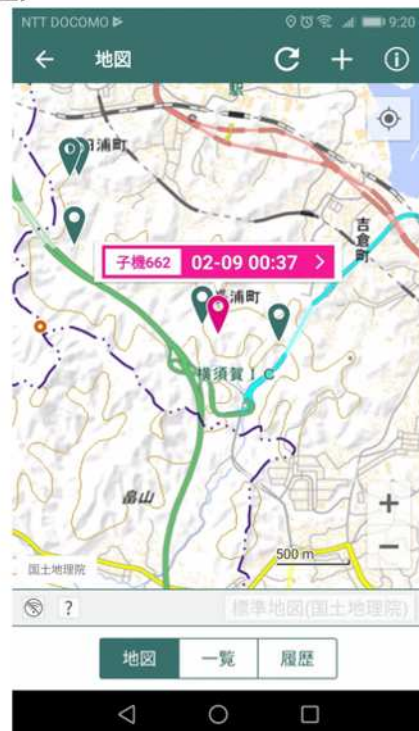 NTT DOCOMO
9:20
地図
駅
田浦町
吉倉町
子機662 02-09 00:37 >
長浦町
横須賀IC
畠山
500 m
国土地理院
? 標準地図(国土地理院)
地図 一覧 履歴